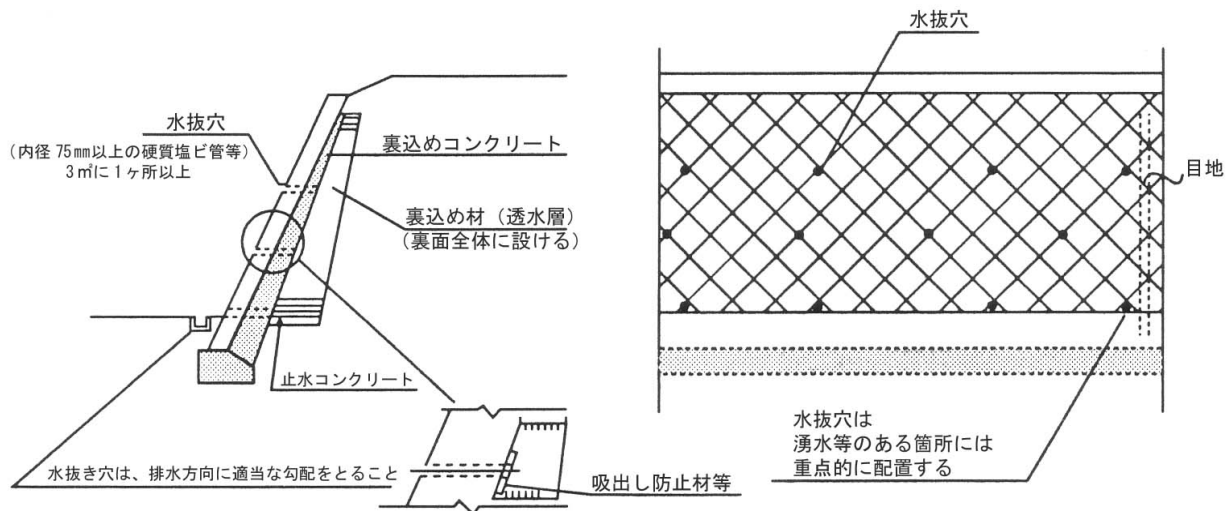 水抜穴
(内径 75㎜以上の硬質塩ビ管等)
3㎡に1ヶ所以上
裏込めコンクリート
裏込め材(透水層)
(裏面全体に設ける)
止水コンクリート
水抜き穴は、排水方向に適当な勾配をとること
吸出し防止材等
水抜穴
目地
水抜穴は
湧水等のある箇所には
重点的に配置する